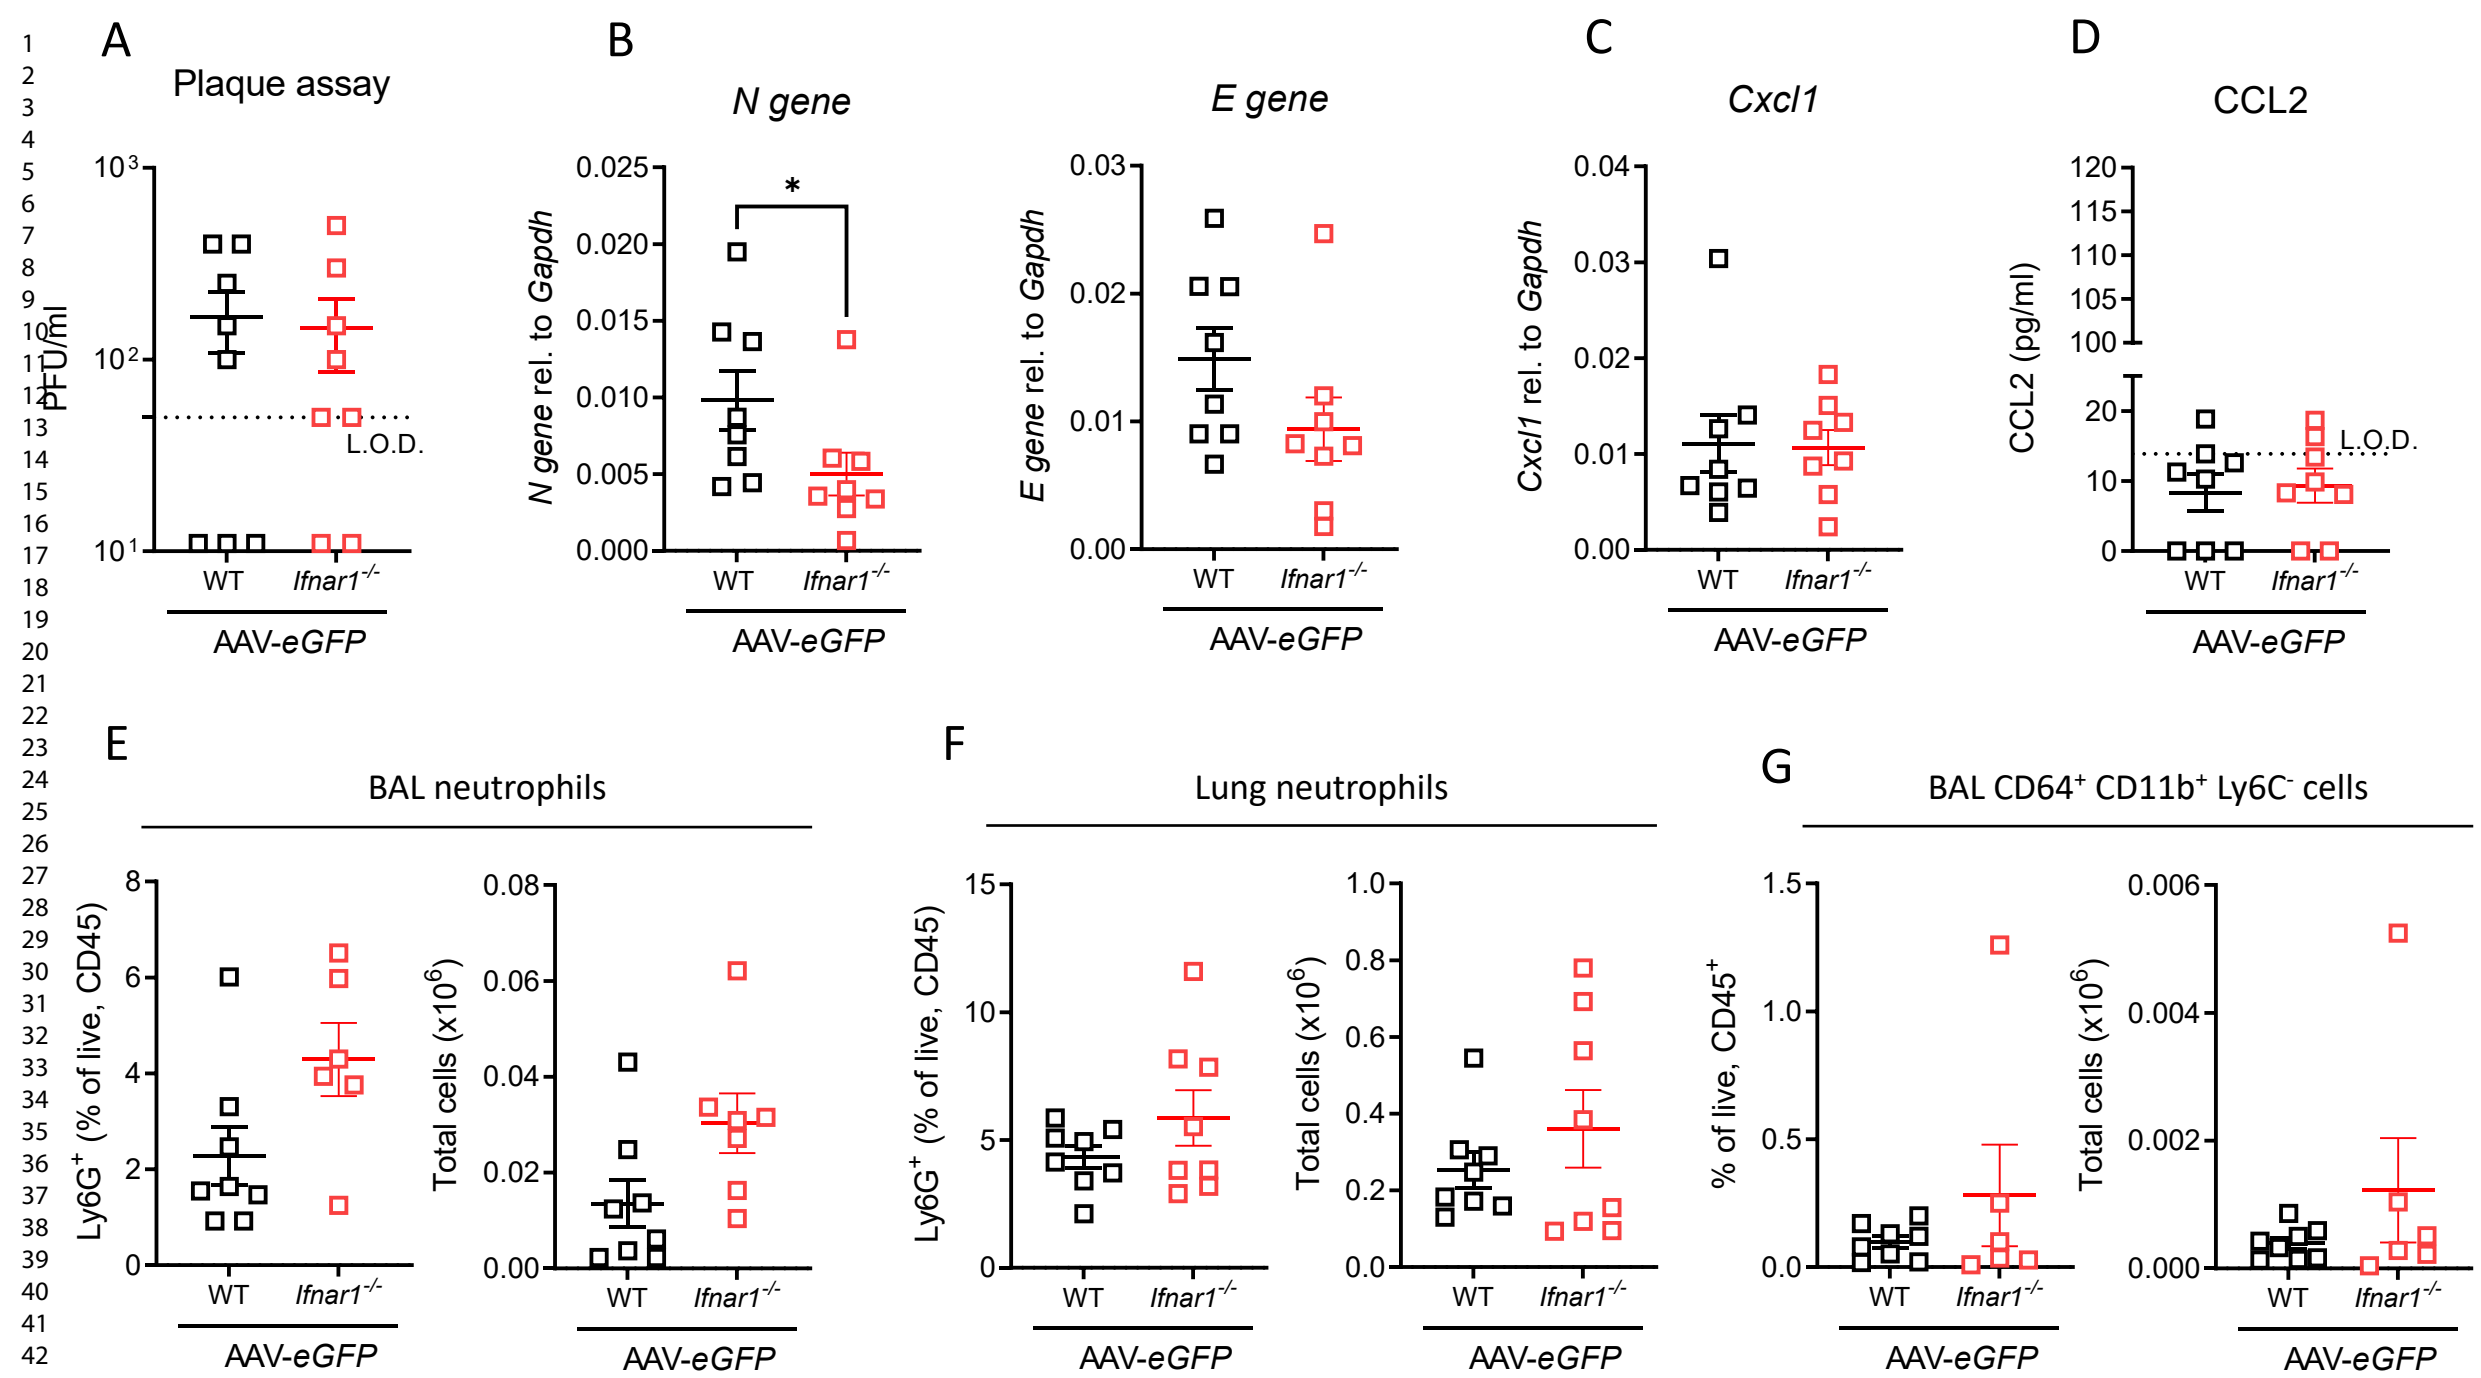 1
2
3
4
5
6
7
8
9
10
11
12
13
14
15
16
17
18
19
20
21
22
23
24
25
26
27
28
29
30
31
32
33
34
35
36
37
38
39
40
41
42
A
Plaque assay
PFU/ml
10³
10²
10¹
L.O.D.
WT
Ifnar1-/-
AAV-eGFP
B
N gene
N gene rel. to Gapdh
0.025
0.020
0.015
0.010
0.005
0.000
*
WT
Ifnar1-/-
AAV-eGFP
E gene
E gene rel. to Gapdh
0.03
0.02
0.01
0.00
WT
Ifnar1-/-
AAV-eGFP
C
Cxcl1
Cxcl1 rel. to Gapdh
0.04
0.03
0.02
0.01
0.00
WT
Ifnar1-/-
AAV-eGFP
D
CCL2
CCL2 (pg/ml)
120
115
110
105
100
20
10
0
L.O.D.
WT
Ifnar1-/-
AAV-eGFP
E
BAL neutrophils
Ly6G+ (% of live, CD45)
8
6
4
2
0
WT
Ifnar1-/-
AAV-eGFP
Total cells (x10⁶)
0.08
0.06
0.04
0.02
0.00
WT
Ifnar1-/-
AAV-eGFP
F
Lung neutrophils
Ly6G+ (% of live, CD45)
15
10
5
0
WT
Ifnar1-/-
AAV-eGFP
Total cells (x10⁶)
1.0
0.8
0.6
0.4
0.2
0.0
WT
Ifnar1-/-
AAV-eGFP
G
BAL CD64+ CD11b+ Ly6C- cells
% of live, CD45+
1.5
1.0
0.5
0.0
WT
Ifnar1-/-
AAV-eGFP
Total cells (x10⁶)
0.006
0.004
0.002
0.000
WT
Ifnar1-/-
AAV-eGFP